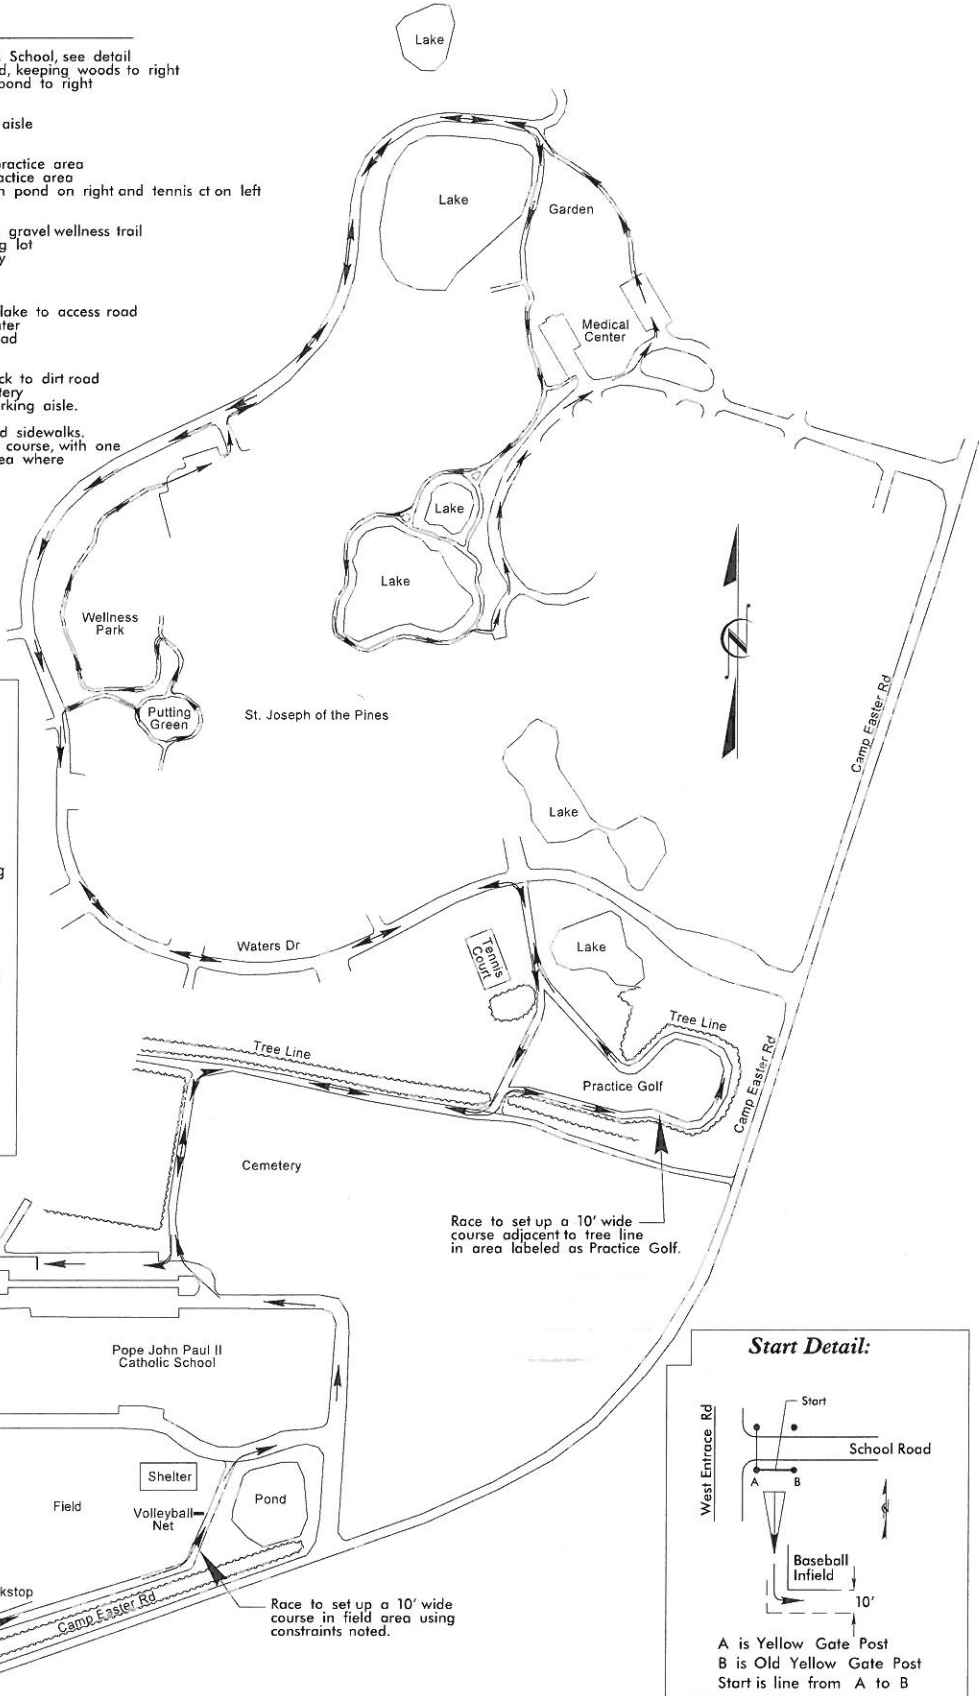 School, see detail
d, keeping woods to right
pond to right
aisle
practice area
actice area
n pond on right and tennis ct on left
gravel wellness trail
g lot
y
lake to access road
ter
ad
ck to dirt road
tery
rking aisle.
d sidewalks.
course, with one
ea where
g
Lake
Lake
Garden
Medical
Center
Lake
Lake
Wellness
Park
Putting
Green
St. Joseph of the Pines
Camp Easter Rd
Lake
Waters Dr
Tennis
Court
Lake
Tree Line
Tree Line
Practice Golf
Camp Easter Rd
Cemetery
Race to set up a 10' wide
course adjacent to tree line
in area labeled as Practice Golf.
Pope John Paul II
Catholic School
Shelter
Field
Volleyball
Net
Pond
kstop
Camp Easter Rd
Race to set up a 10' wide
course in field area using
constraints noted.
Start Detail:
Start
West Entrace Rd
School Road
A B
Baseball
Infield
10'
A is Yellow Gate Post
B is Old Yellow Gate Post
Start is line from A to B